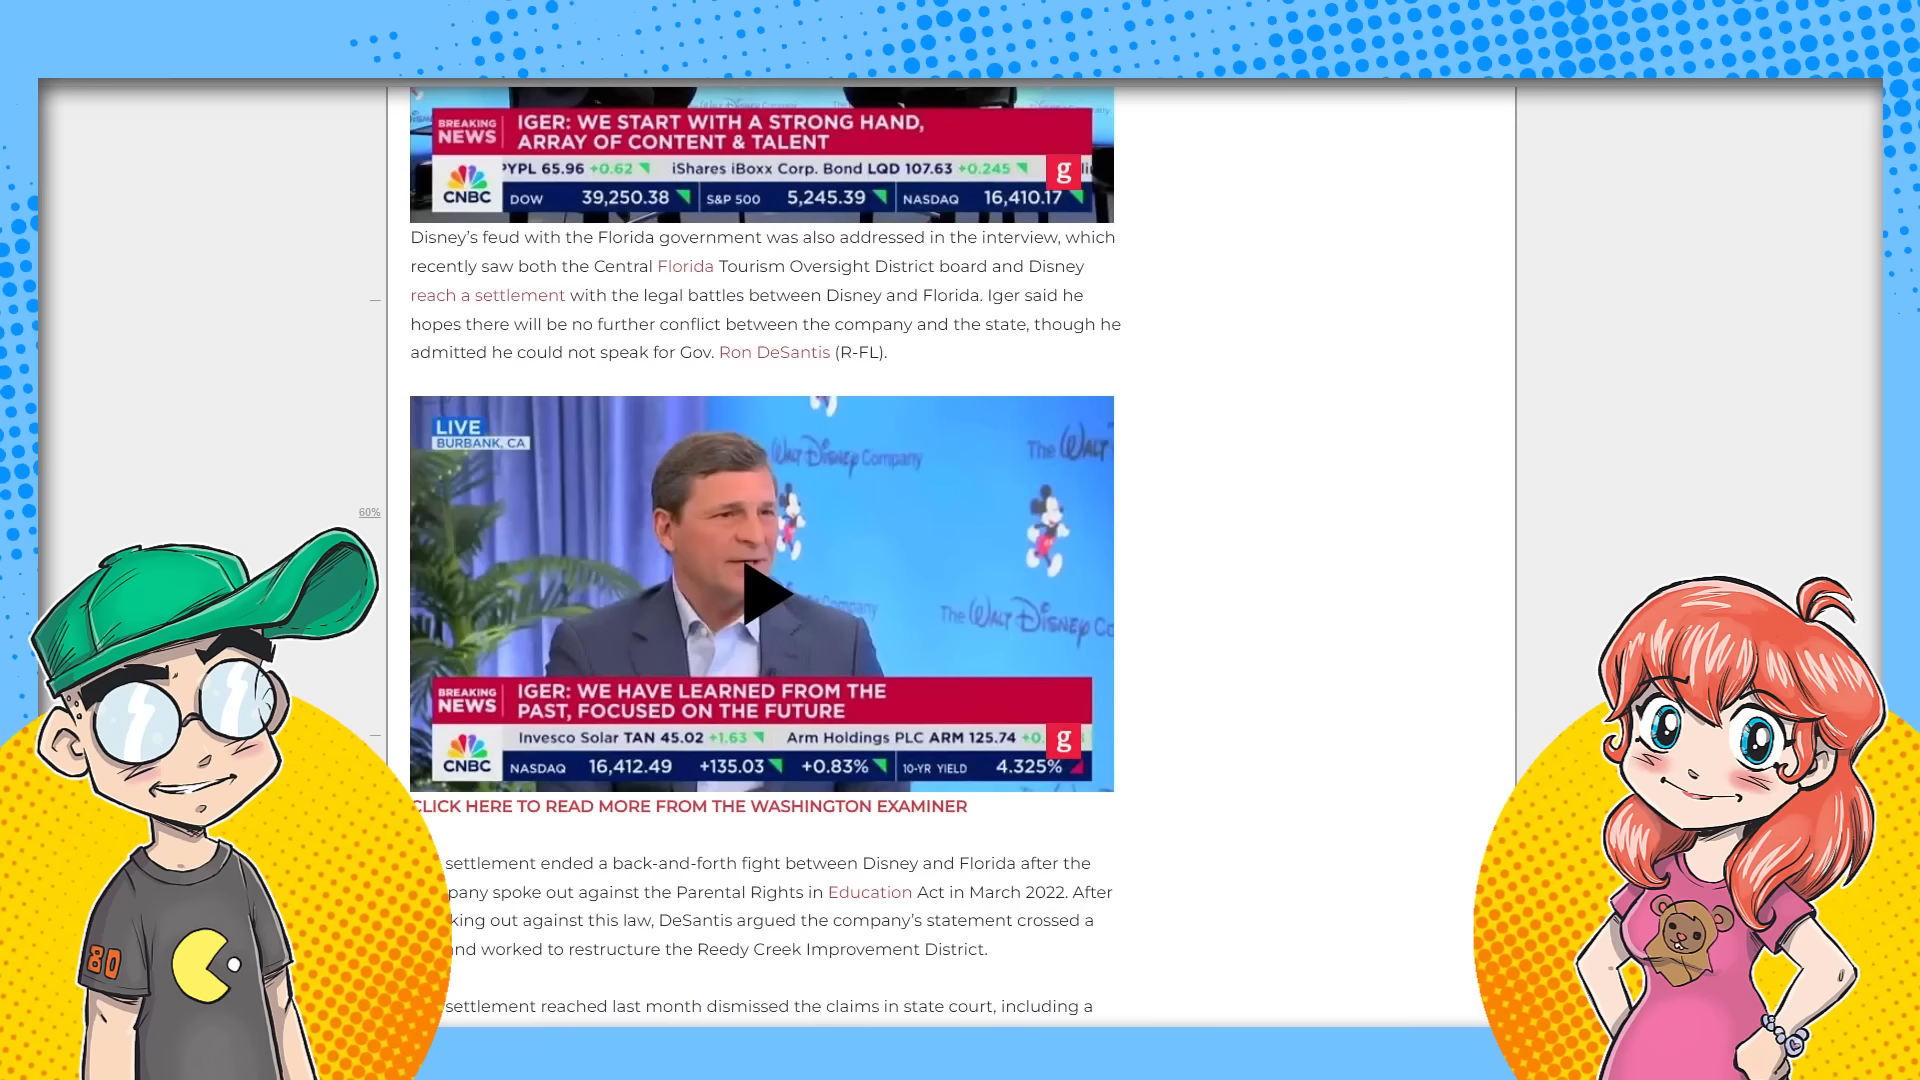 BREAKING
NEWS
IGER: WE START WITH A STRONG HAND,
ARRAY OF CONTENT & TALENT
PYPL 65.96 +0.62 iShares iBoxx Corp. Bond LQD 107.63 +0.245
g
CNBC
DOW 39,250.38 S&P 500 5,245.39 NASDAQ 16,410.17
Disney’s feud with the Florida government was also addressed in the interview, which
recently saw both the Central Florida Tourism Oversight District board and Disney
reach a settlement with the legal battles between Disney and Florida. Iger said he
hopes there will be no further conflict between the company and the state, though he
admitted he could not speak for Gov. Ron DeSantis (R-FL).
60%
LIVE
BURBANK, CA
WALT DISNEY Company
The WALT
Company
The WALT DISNEY Co
BREAKING
NEWS
IGER: WE HAVE LEARNED FROM THE
PAST, FOCUSED ON THE FUTURE
Invesco Solar TAN 45.02 +1.63 Arm Holdings PLC ARM 125.74 +0.
g
CNBC
NASDAQ 16,412.49 +135.03 +0.83% 10-YR YIELD 4.325%
CLICK HERE TO READ MORE FROM THE WASHINGTON EXAMINER
settlement ended a back-and-forth fight between Disney and Florida after the
pany spoke out against the Parental Rights in Education Act in March 2022. After
king out against this law, DeSantis argued the company’s statement crossed a
nd worked to restructure the Reedy Creek Improvement District.
settlement reached last month dismissed the claims in state court, including a
80